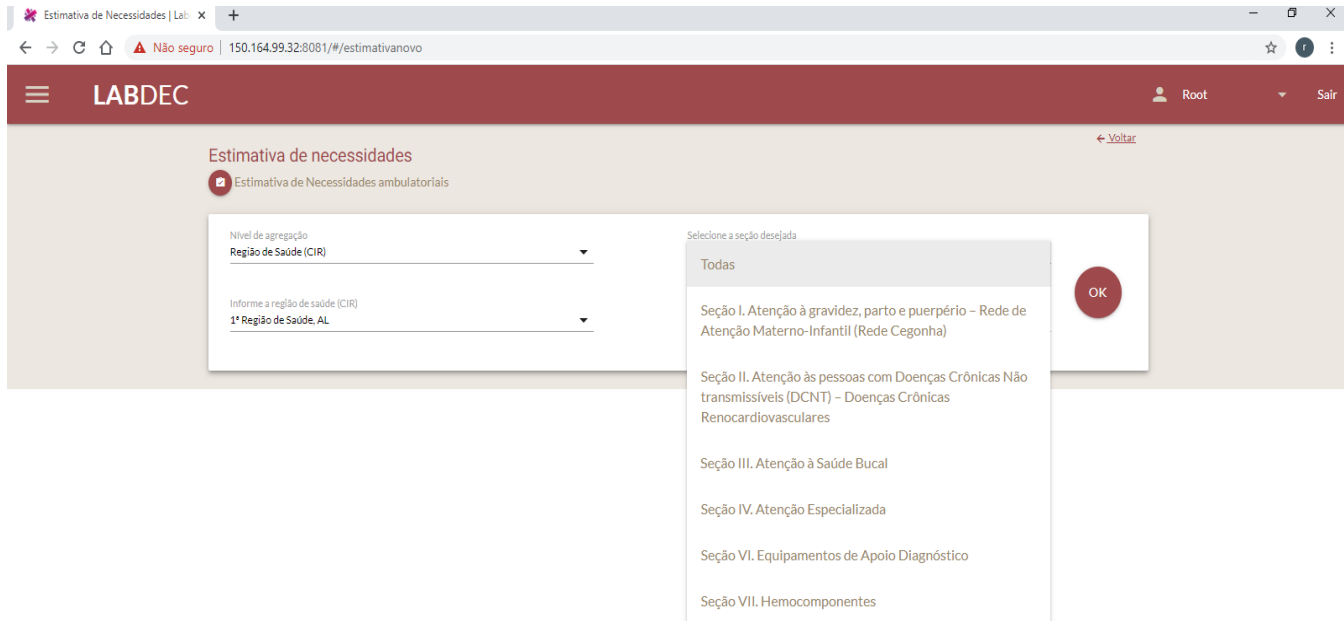 Estimativa de Necessidades | Lab
Não seguro | 150.164.99.32:8081/#/estimativanovo
r
LABDEC
Root
Sair
Voltar
Estimativa de necessidades
Estimativa de Necessidades ambulatoriais
Nível de agregação
Região de Saúde (CIR)
Informe a região de saúde (CIR)
1ª Região de Saúde, AL
Selecione a seção desejada
Todas
Seção I. Atenção à gravidez, parto e puerpério – Rede de
Atenção Materno-Infantil (Rede Cegonha)
Seção II. Atenção às pessoas com Doenças Crônicas Não
transmissíveis (DCNT) – Doenças Crônicas
Renocardiovasculares
Seção III. Atenção à Saúde Bucal
Seção IV. Atenção Especializada
Seção VI. Equipamentos de Apoio Diagnóstico
Seção VII. Hemocomponentes
OK